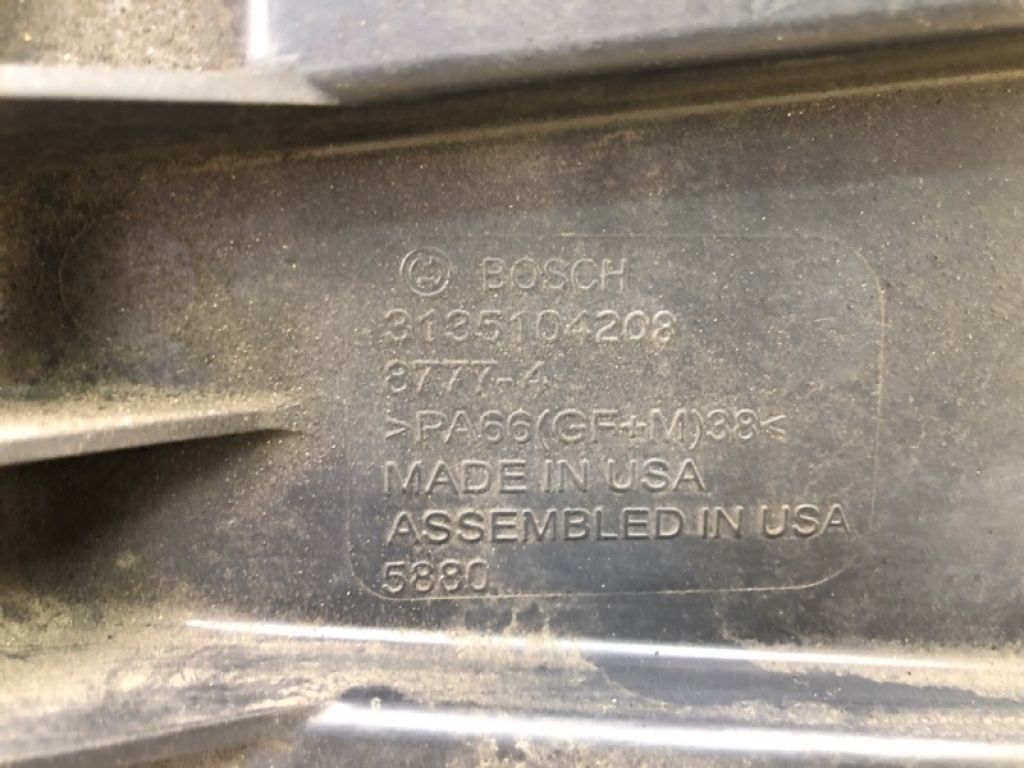 BOSCH
3135104208
8777-4
>PA66(GF+M)38<
MADE IN USA
ASSEMBLED IN USA
5880